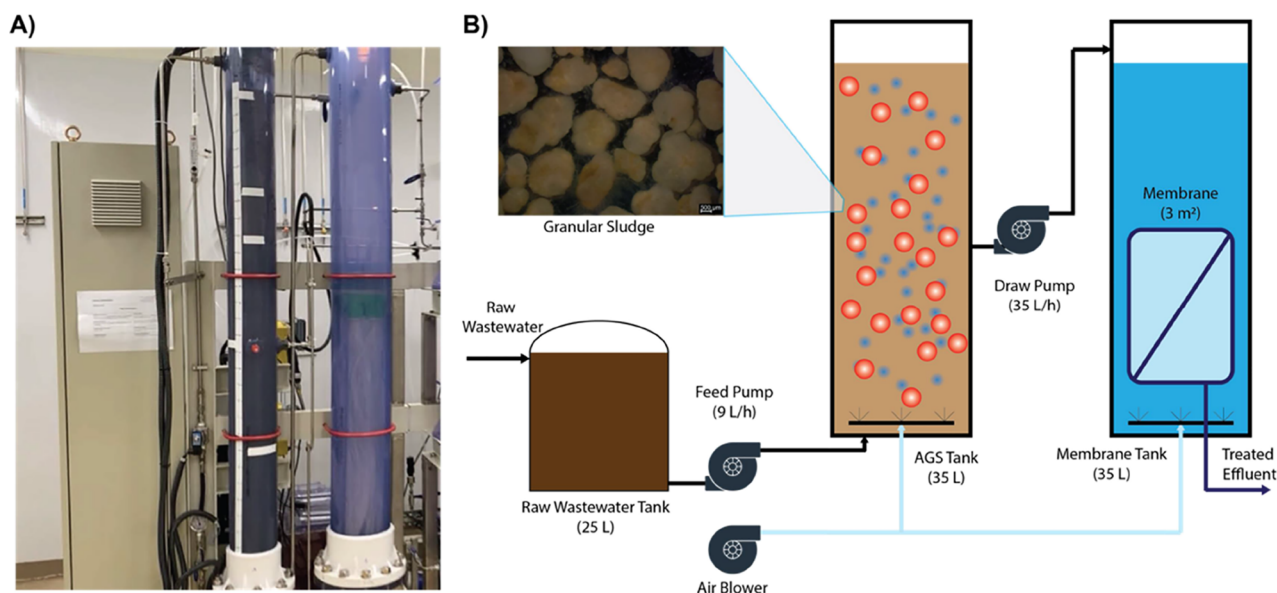 A)
B)
300 µm
Granular Sludge
Raw
Wastewater
Raw Wastewater Tank
(25 L)
Feed Pump
(9 L/h)
Air Blower
AGS Tank
(35 L)
Draw Pump
(35 L/h)
Membrane
(3 m²)
Membrane Tank
(35 L)
Treated
Effluent